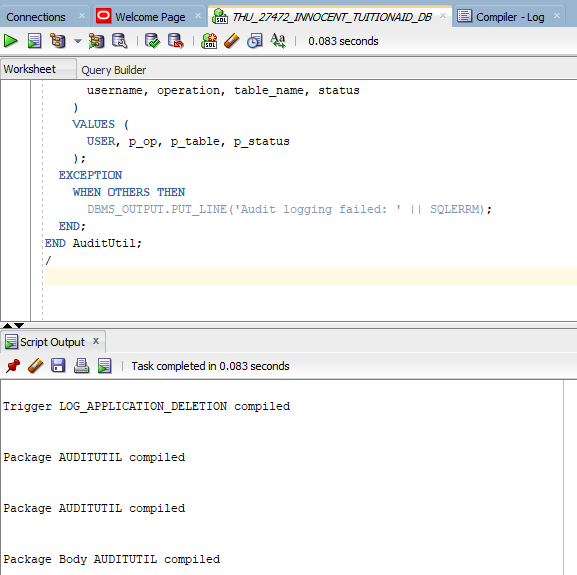 Connections
Welcome Page
THU_27472_INNOCENT_TUITIONAID_DB
Compiler - Log
0.083 seconds
Worksheet
Query Builder
username, operation, table_name, status
)
VALUES (
USER, p_op, p_table, p_status
);
EXCEPTION
WHEN OTHERS THEN
DBMS_OUTPUT.PUT_LINE('Audit logging failed: ' || SQLERRM);
END;
END AuditUtil;
/
Script Output
Task completed in 0.083 seconds
Trigger LOG_APPLICATION_DELETION compiled
Package AUDITUTIL compiled
Package AUDITUTIL compiled
Package Body AUDITUTIL compiled